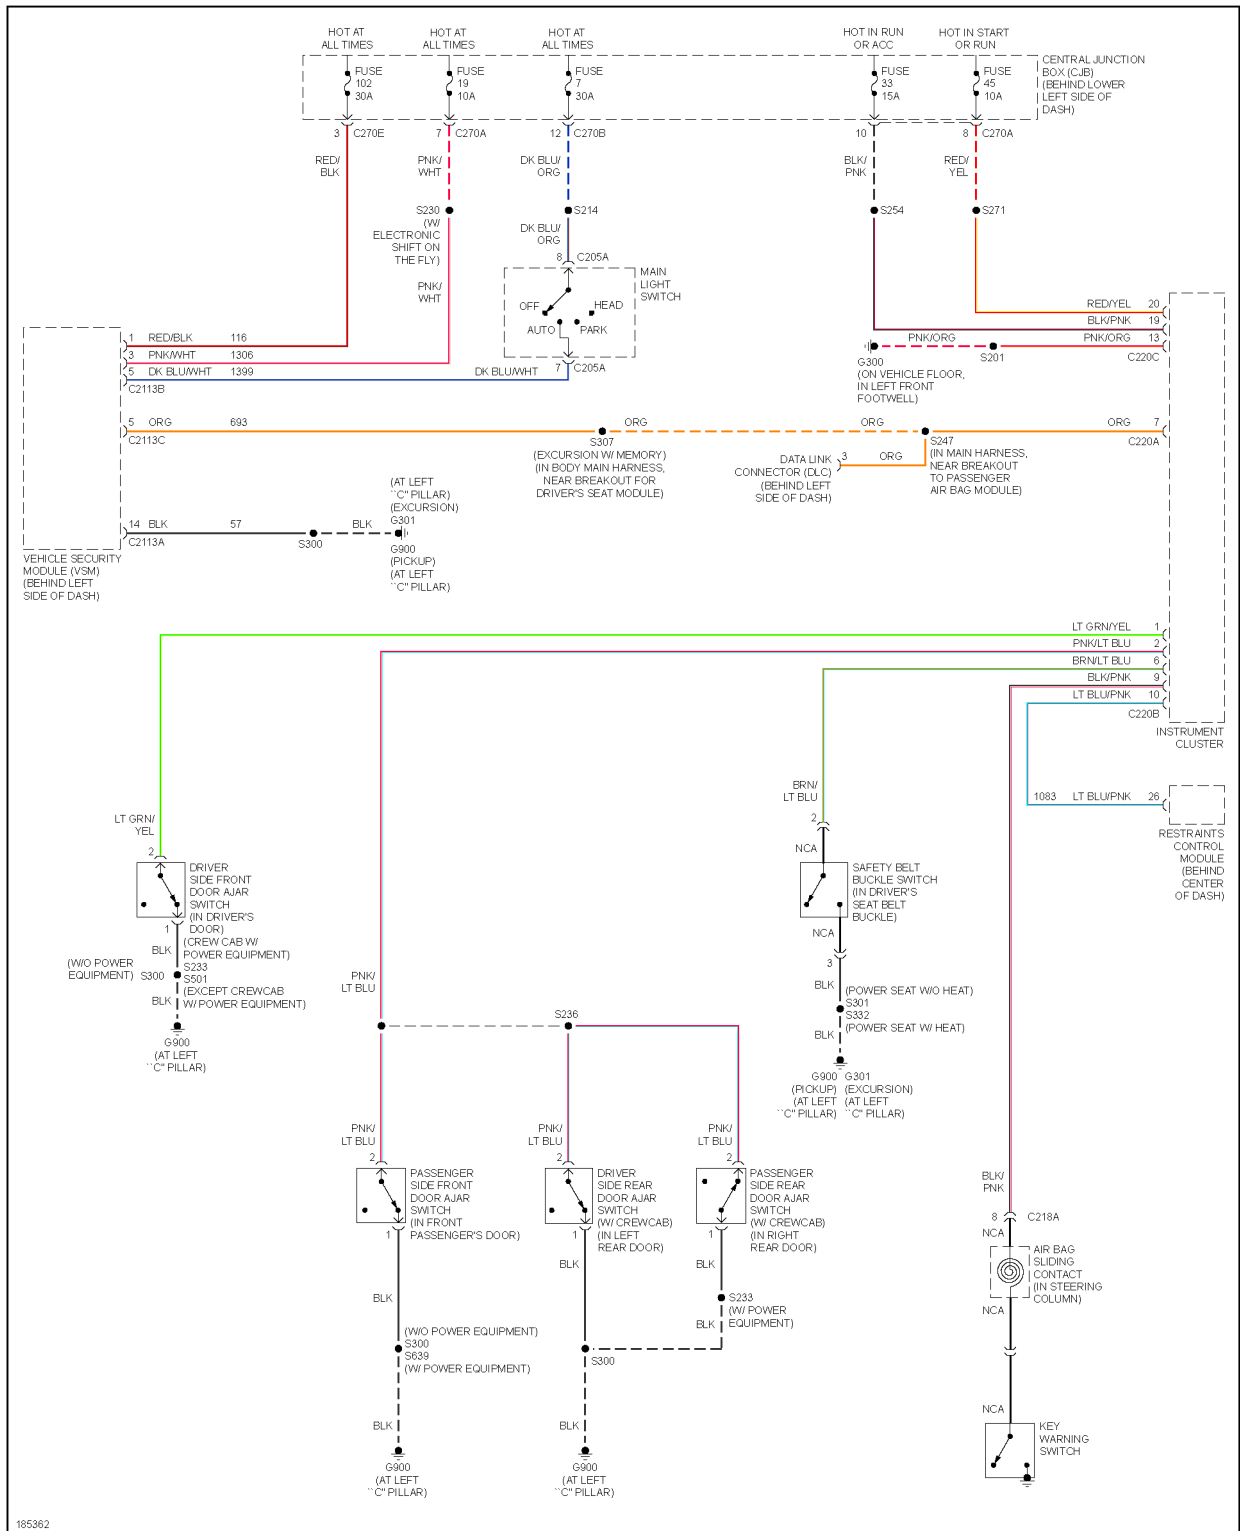 HOT AT
ALL TIMES
HOT AT
ALL TIMES
HOT AT
ALL TIMES
HOT IN RUN
OR ACC
HOT IN START
OR RUN
FUSE
102
30A
FUSE
19
10A
FUSE
7
30A
FUSE
33
15A
FUSE
45
10A
CENTRAL JUNCTION
BOX (CJB)
(BEHIND LOWER
LEFT SIDE OF
DASH)
3 C270E
7 C270A
12 C270B
10
8 C270A
RED/
BLK
PNK/
WHT
DK BLU/
ORG
BLK/
PNK
RED/
YEL
S230
(W/
ELECTRONIC
SHIFT ON
THE FLY)
S214
S254
S271
DK BLU/
ORG
PNK/
WHT
8 C205A
MAIN
LIGHT
SWITCH
OFF
HEAD
AUTO
PARK
7 C205A
DK BLU/WHT
RED/YEL 20
BLK/PNK 19
PNK/ORG
PNK/ORG 13
C220C
G300
(ON VEHICLE FLOOR,
IN LEFT FRONT
FOOTWELL)
S201
1 RED/BLK 116
3 PNK/WHT 1306
5 DK BLU/WHT 1399
C2113B
5 ORG 693
C2113C
ORG
ORG
ORG 7
C220A
S307
(EXCURSION W/ MEMORY)
(IN BODY MAIN HARNESS,
NEAR BREAKOUT FOR
DRIVER'S SEAT MODULE)
S247
(IN MAIN HARNESS,
NEAR BREAKOUT
TO PASSENGER
AIR BAG MODULE)
DATA LINK
CONNECTOR (DLC)
(BEHIND LEFT
SIDE OF DASH)
3 ORG
(AT LEFT
``C" PILLAR)
(EXCURSION)
G301
14 BLK 57
C2113A
S300
BLK
G900
(PICKUP)
(AT LEFT
``C" PILLAR)
VEHICLE SECURITY
MODULE (VSM)
(BEHIND LEFT
SIDE OF DASH)
LT GRN/YEL 1
PNK/LT BLU 2
BRN/LT BLU 6
BLK/PNK 9
LT BLU/PNK 10
C220B
INSTRUMENT
CLUSTER
1083 LT BLU/PNK 26
RESTRAINTS
CONTROL
MODULE
(BEHIND
CENTER
OF DASH)
BRN/
LT BLU
2
NCA
SAFETY BELT
BUCKLE SWITCH
(IN DRIVER'S
SEAT BELT
BUCKLE)
NCA
3
BLK
(POWER SEAT W/O HEAT)
S301
S332
(POWER SEAT W/ HEAT)
BLK
G900
(PICKUP)
(AT LEFT
``C" PILLAR)
G301
(EXCURSION)
(AT LEFT
``C" PILLAR)
LT GRN/
YEL
2
DRIVER
SIDE FRONT
DOOR AJAR
SWITCH
(IN DRIVER'S
DOOR)
1
BLK
(CREW CAB W/
POWER EQUIPMENT)
(W/O POWER
EQUIPMENT)
S300
S233
S501
(EXCEPT CREWCAB
W/ POWER EQUIPMENT)
BLK
G900
(AT LEFT
``C" PILLAR)
PNK/
LT BLU
S236
PNK/
LT BLU
PNK/
LT BLU
PNK/
LT BLU
2
2
2
PASSENGER
SIDE FRONT
DOOR AJAR
SWITCH
(IN FRONT
PASSENGER'S DOOR)
DRIVER
SIDE REAR
DOOR AJAR
SWITCH
(W/ CREWCAB)
(IN LEFT
REAR DOOR)
PASSENGER
SIDE REAR
DOOR AJAR
SWITCH
(W/ CREWCAB)
(IN RIGHT
REAR DOOR)
1
1
1
BLK
BLK
BLK
S233
(W/ POWER
EQUIPMENT)
BLK
(W/O POWER EQUIPMENT)
S300
S639
(W/ POWER EQUIPMENT)
S300
BLK
BLK
G900
(AT LEFT
``C" PILLAR)
G900
(AT LEFT
``C" PILLAR)
BLK/
PNK
8 C218A
NCA
AIR BAG
SLIDING
CONTACT
(IN STEERING
COLUMN)
NCA
NCA
KEY
WARNING
SWITCH
185362